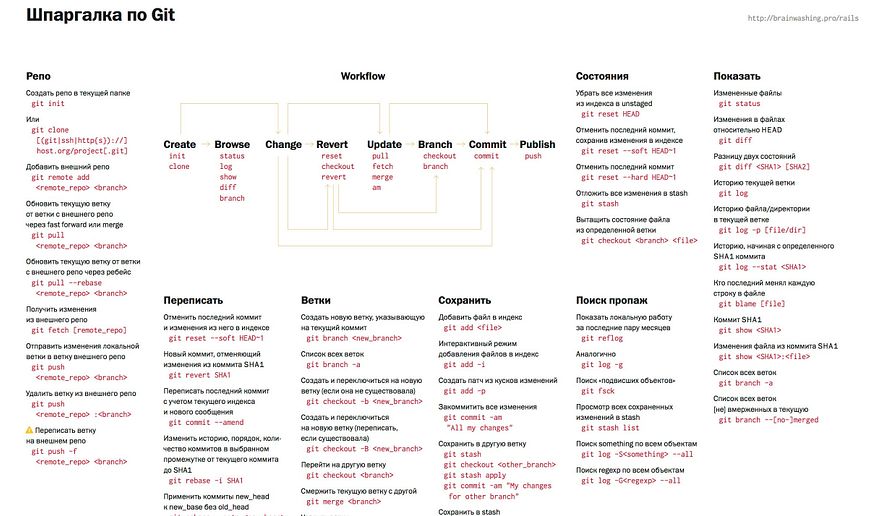 Шпаргалка по Git
http://brainwashing.pro/rails
Репо
Создать репо в текущей папке
git init
Или
git clone
[(git|ssh|http(s))://]
host.org/project[.git]
Добавить внешний репо
git remote add
<remote_repo> <branch>
Обновить текущую ветку
от ветки с внешнего репо
через fast forward или merge
git pull
<remote_repo> <branch>
Обновить текущую ветку от ветки
с внешнего репо через ребейс
git pull --rebase
<remote_repo> <branch>
Получить изменения
из внешнего репо
git fetch [remote_repo]
Отправить изменения локальной
ветки в ветку внешнего репо
git push
<remote_repo> <branch>
Удалить ветку из внешнего репо
git push
<remote_repo> :<branch>
Переписать ветку
на внешнем репо
git push -f
<remote_repo> <branch>
Workflow
Create
init
clone
Browse
status
log
show
diff
branch
Change
Revert
reset
checkout
revert
Update
pull
fetch
merge
am
Branch
checkout
branch
Commit
commit
Publish
push
Переписать
Отменить последний коммит
и изменения из него в индексе
git reset --soft HEAD~1
Новый коммит, отменяющий
изменения из коммита SHA1
git revert SHA1
Переписать последний коммит
с учетом текущего индекса
и нового сообщения
git commit --amend
Изменить историю, порядок, коли-
чество коммитов в выбранном
промежутке от текущего коммита
до SHA1
git rebase -i SHA1
Применить коммиты new_head
к new_base без old_head
Ветки
Создать новую ветку, указывающую
на текущий коммит
git branch <new_branch>
Список всех веток
git branch -a
Создать и переключиться на новую
ветку (если она не существовала)
git checkout -b <new_branch>
Создать и переключиться
на новую ветку (переписать,
если существовала)
git checkout -B <new_branch>
Перейти на другую ветку
git checkout <branch>
Смержить текущую ветку с другой
git merge <branch>
Сохранить
Добавить файл в индекс
git add <file>
Интерактивный режим
добавления файлов в индекс
git add -i
Создать патч из кусков изменений
git add -p
Закоммитить все изменения
git commit -am
"All my changes"
Сохранить в другую ветку
git stash
git checkout <other_branch>
git stash apply
git commit -am "My changes
for other branch"
Сохранить в stash
Состояния
Убрать все изменения
из индекса в unstaged
git reset HEAD
Отменить последний коммит,
сохранив изменения в индексе
git reset --soft HEAD~1
Отменить последний коммит
git reset --hard HEAD~1
Отложить все изменения в stash
git stash
Вытащить состояние файла
из определенной ветки
git checkout <branch> <file>
Поиск пропаж
Показать локальную работу
за последние пару месяцев
git reflog
Аналогично
git log -g
Поиск «подвисших объектов»
git fsck
Просмотр всех сохраненных
изменений в stash
git stash list
Поиск something по всем объектам
git log -S<something> --all
Поиск regexp по всем объектам
git log -G<regexp> --all
Показать
Измененные файлы
git status
Изменения в файлах
относительно HEAD
git diff
Разницу двух состояний
git diff <SHA1> [SHA2]
Историю текущей ветки
git log
Историю файла/директории
в текущей ветке
git log -p [file/dir]
Историю, начиная с определенного
SHA1 коммита
git log --stat <SHA1>
Кто последний менял каждую
строку в файле
git blame [file]
Коммит SHA1
git show <SHA1>
Изменения файла из коммита SHA1
git show <SHA1>:<file>
Список всех веток
git branch -a
Список всех веток
[не] вмерженных в текущую
git branch --[no-]merged